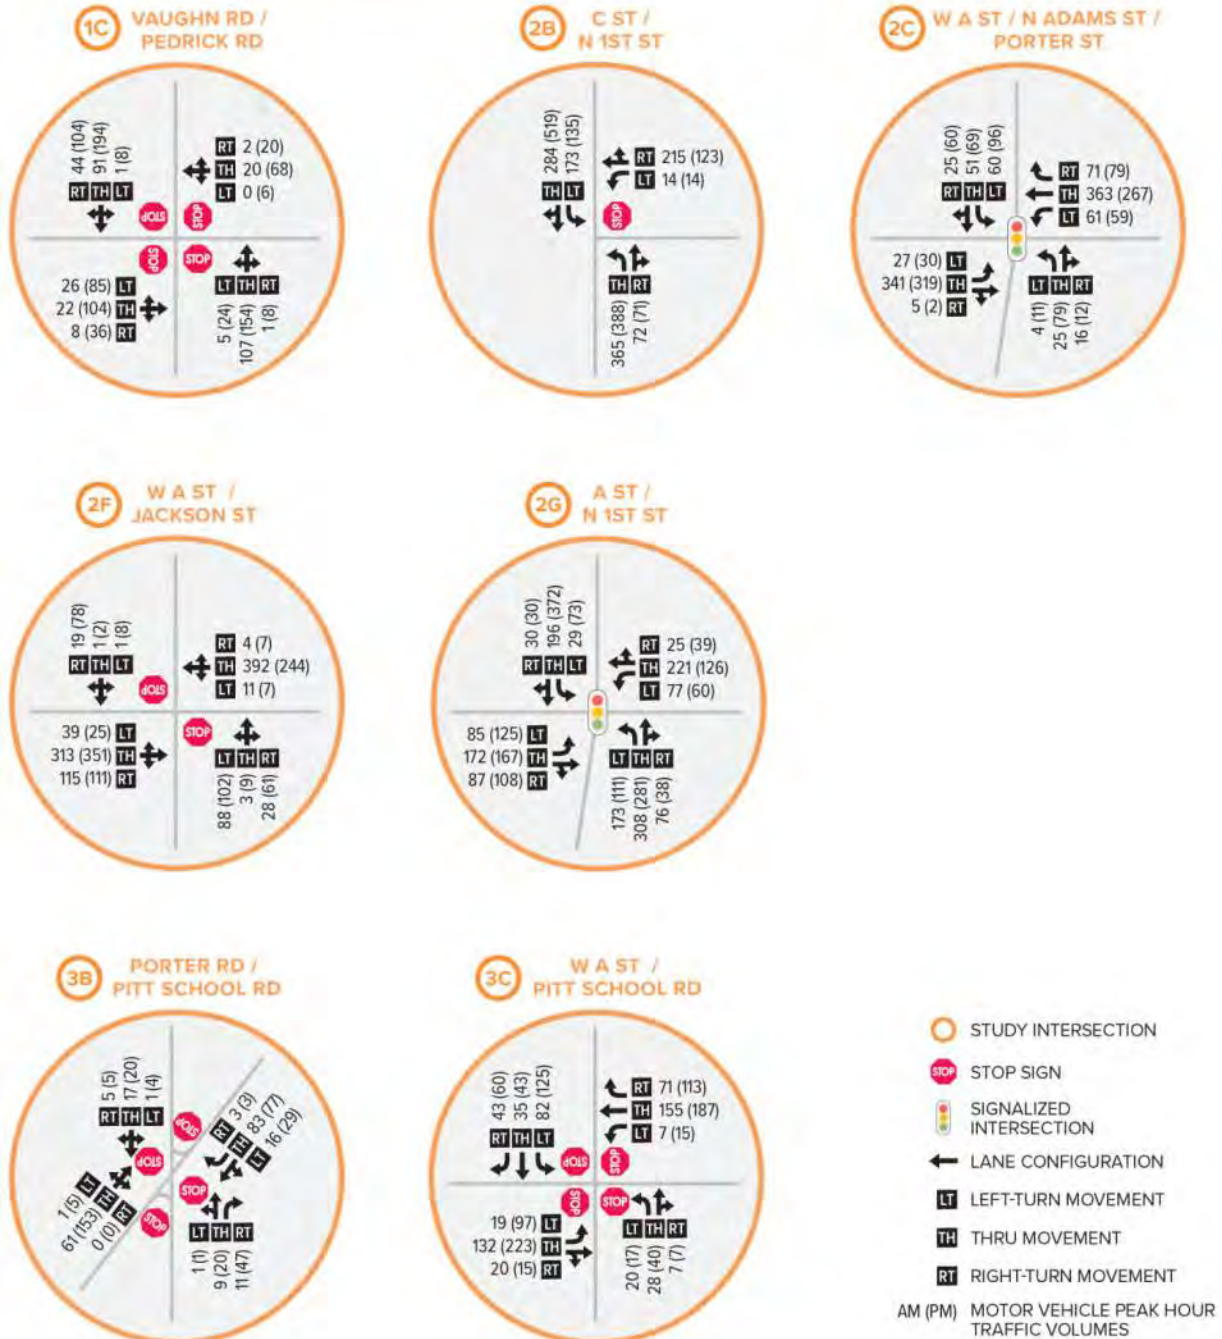 1C VAUGHN RD /
PEDRICK RD
44 (104)
91 (194)
1 (8)
RT TH LT
RT 2 (20)
TH 20 (68)
LT 0 (6)
STOP STOP
STOP STOP
26 (85) LT
22 (104) TH
8 (36) RT
LT TH RT
5 (24)
107 (154)
1 (8)
2B C ST /
N 1ST ST
284 (519)
173 (135)
TH LT
RT 215 (123)
LT 14 (14)
STOP
TH RT
365 (388)
72 (71)
2C W A ST / N ADAMS ST /
PORTER ST
25 (60)
51 (69)
60 (96)
RT TH LT
RT 71 (79)
TH 363 (267)
LT 61 (59)
27 (30) LT
341 (319) TH
5 (2) RT
LT TH RT
4 (11)
25 (79)
16 (12)
2F W A ST /
JACKSON ST
19 (78)
1 (2)
1 (8)
RT TH LT
RT 4 (7)
TH 392 (244)
LT 11 (7)
STOP
STOP
39 (25) LT
313 (351) TH
115 (111) RT
LT TH RT
88 (102)
3 (9)
28 (61)
2G A ST /
N 1ST ST
30 (30)
196 (372)
29 (73)
RT TH LT
RT 25 (39)
TH 221 (126)
LT 77 (60)
85 (125) LT
172 (167) TH
87 (108) RT
LT TH RT
173 (111)
308 (281)
76 (38)
3B PORTER RD /
PITT SCHOOL RD
5 (5)
17 (20)
1 (4)
RT TH LT
RT 3 (3)
TH 83 (77)
LT 16 (29)
STOP
STOP
STOP
STOP
1 (5) LT
61 (153) TH
0 (0) RT
LT TH RT
1 (1)
9 (20)
11 (47)
3C W A ST /
PITT SCHOOL RD
43 (60)
35 (43)
82 (125)
RT TH LT
RT 71 (113)
TH 155 (187)
LT 7 (15)
STOP STOP
STOP STOP
19 (97) LT
132 (223) TH
20 (15) RT
LT TH RT
20 (17)
28 (40)
7 (7)
STUDY INTERSECTION
STOP STOP SIGN
SIGNALIZED
INTERSECTION
LANE CONFIGURATION
LT LEFT-TURN MOVEMENT
TH THRU MOVEMENT
RT RIGHT-TURN MOVEMENT
AM (PM) MOTOR VEHICLE PEAK HOUR
TRAFFIC VOLUMES